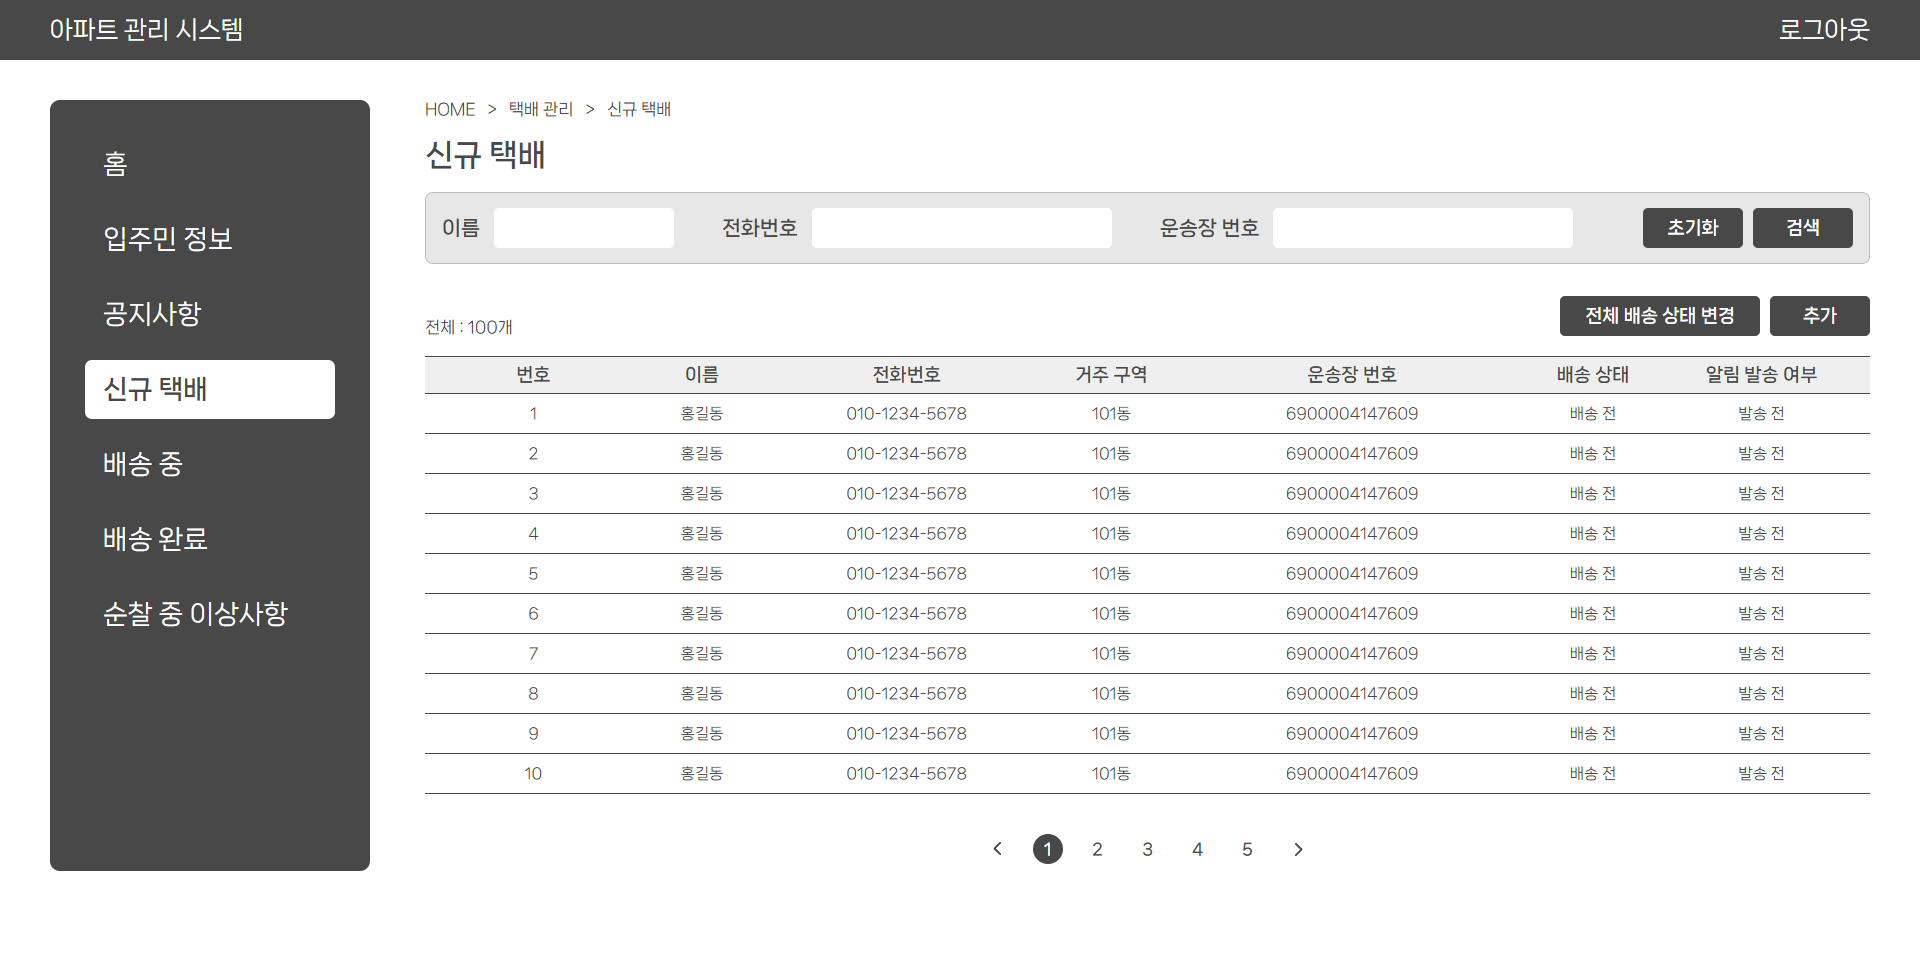 아파트 관리 시스템
로그아웃
홈
입주민 정보
공지사항
신규 택배
배송 중
배송 완료
순찰 중 이상사항
HOME > 택배 관리 > 신규 택배
신규 택배
이름 전화번호 운송장 번호 초기화 검색
전체 : 100개
전체 배송 상태 변경 추가
번호 이름 전화번호 거주 구역 운송장 번호 배송 상태 알림 발송 여부
1 홍길동 010-1234-5678 101동 6900004147609 배송 전 발송 전
2 홍길동 010-1234-5678 101동 6900004147609 배송 전 발송 전
3 홍길동 010-1234-5678 101동 6900004147609 배송 전 발송 전
4 홍길동 010-1234-5678 101동 6900004147609 배송 전 발송 전
5 홍길동 010-1234-5678 101동 6900004147609 배송 전 발송 전
6 홍길동 010-1234-5678 101동 6900004147609 배송 전 발송 전
7 홍길동 010-1234-5678 101동 6900004147609 배송 전 발송 전
8 홍길동 010-1234-5678 101동 6900004147609 배송 전 발송 전
9 홍길동 010-1234-5678 101동 6900004147609 배송 전 발송 전
10 홍길동 010-1234-5678 101동 6900004147609 배송 전 발송 전
< 1 2 3 4 5 >